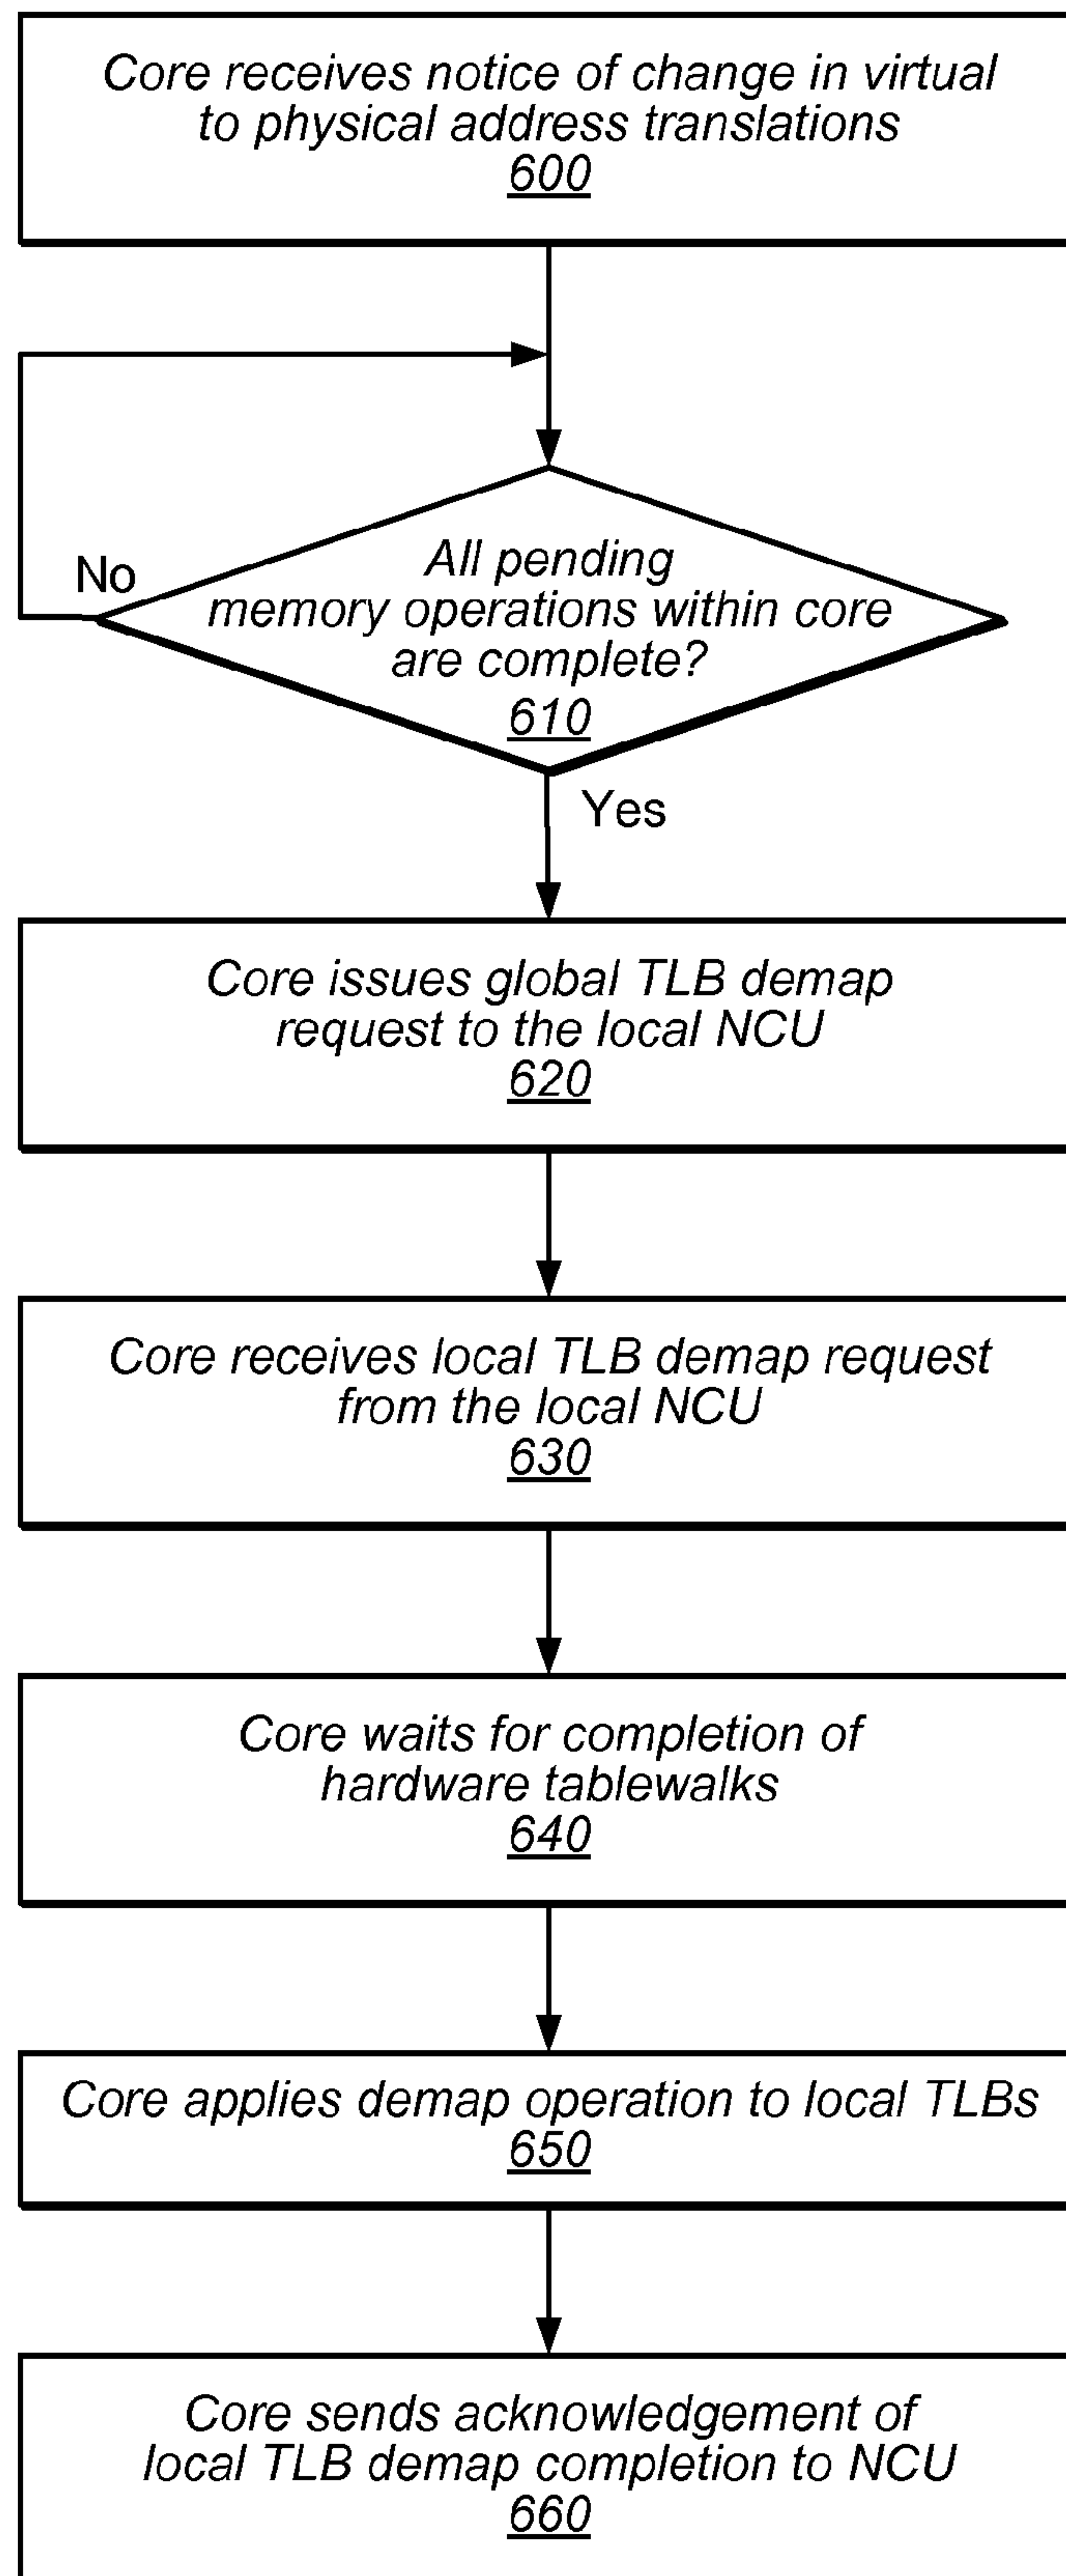 Core receives notice of change in virtual
to physical address translations
600
No
All pending
memory operations within core
are complete?
610
Yes
Core issues global TLB demap
request to the local NCU
620
Core receives local TLB demap request
from the local NCU
630
Core waits for completion of
hardware tablewalks
640
Core applies demap operation to local TLBs
650
Core sends acknowledgement of
local TLB demap completion to NCU
660